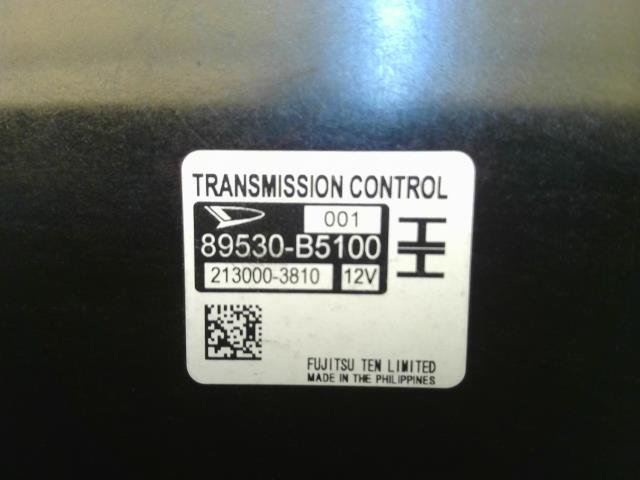 TRANSMISSION CONTROL
001
89530-B5100
213000-3810 12V
FUJITSU TEN LIMITED
MADE IN THE PHILIPPINES